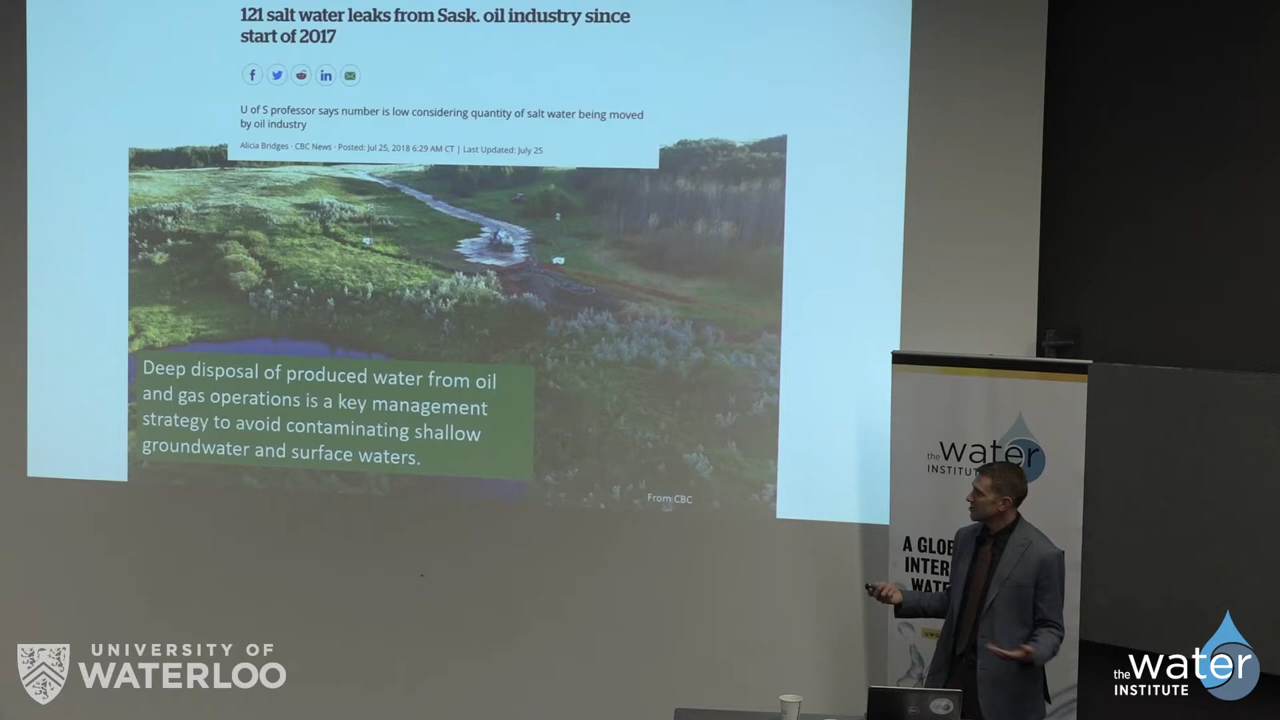 121 salt water leaks from Sask. oil industry since
start of 2017
U of S professor says number is low considering quantity of salt water being moved
by oil industry
Alicia Bridges · CBC News · Posted: Jul 25, 2018 6:29 AM CT | Last Updated: July 25
Deep disposal of produced water from oil
and gas operations is a key management
strategy to avoid contaminating shallow
groundwater and surface waters.
From CBC
the water
INSTITUTE
A GLOB
INTER
WATE
UNIVERSITY OF
WATERLOO
the water
INSTITUTE